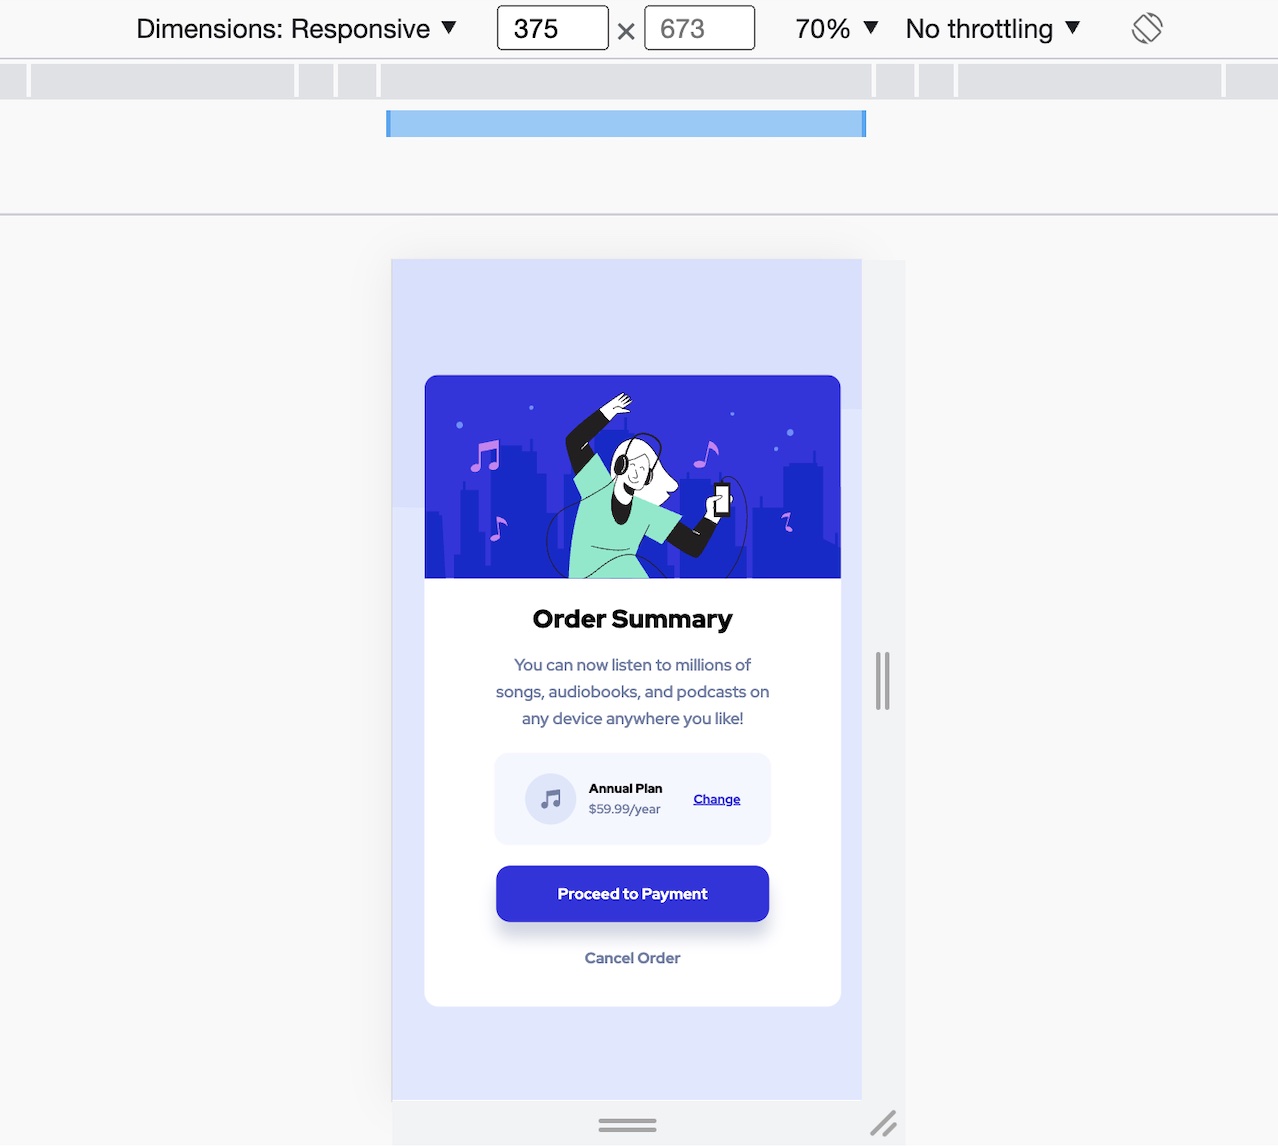 Dimensions: Responsive ▼ 375 × 673 70% ▼ No throttling ▼
Order Summary
You can now listen to millions of
songs, audiobooks, and podcasts on
any device anywhere you like!
Annual Plan
$59.99/year
Change
Proceed to Payment
Cancel Order